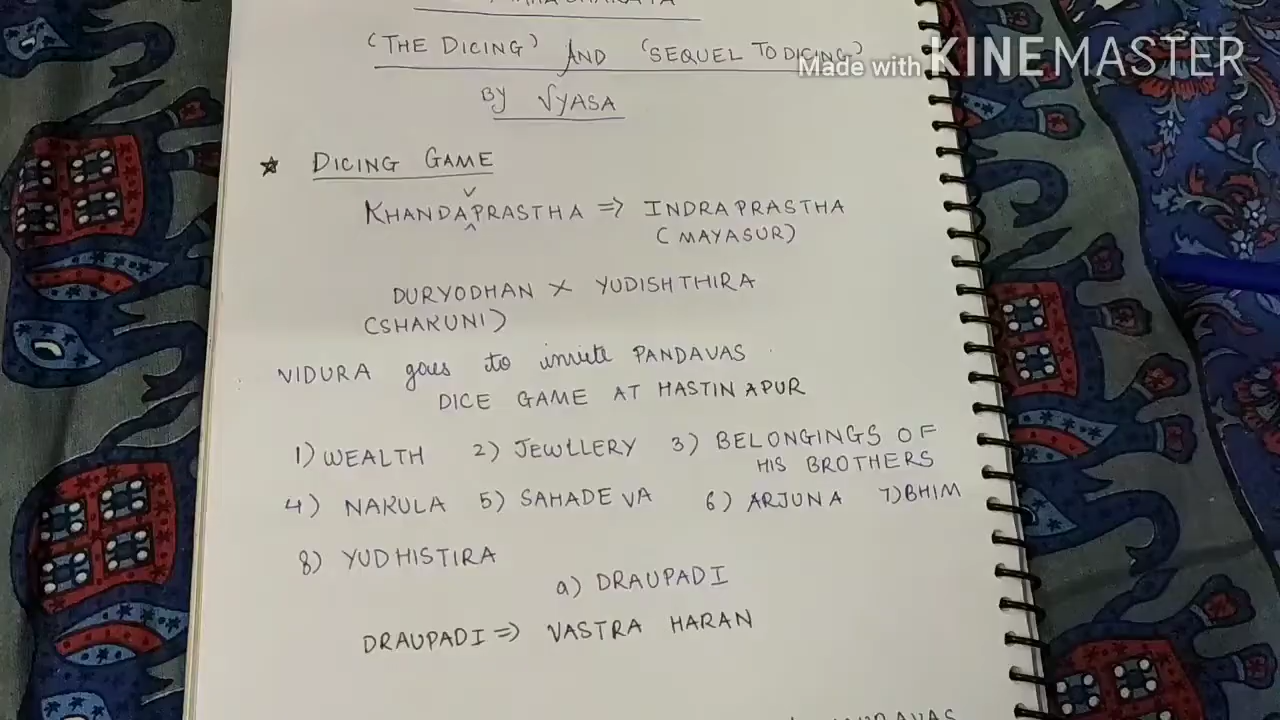 (THE DICING) AND (SEQUEL TO DICING)
Made with KINEMASTER
BY VYASA
☆ DICING GAME
KHANDAVPRASTHA => INDRAPRASTHA
(MAYASUR)
DURYODHAN X YUDISHTHIRA
(SHAKUNI)
VIDURA goes to invite PANDAVAS
DICE GAME AT HASTINAPUR
1) WEALTH 2) JEWLLERY 3) BELONGINGS OF
HIS BROTHERS
4) NAKULA 5) SAHADEVA 6) ARJUNA 7) BHIM
8) YUDHISTIRA
a) DRAUPADI
DRAUPADI => VASTRA HARAN